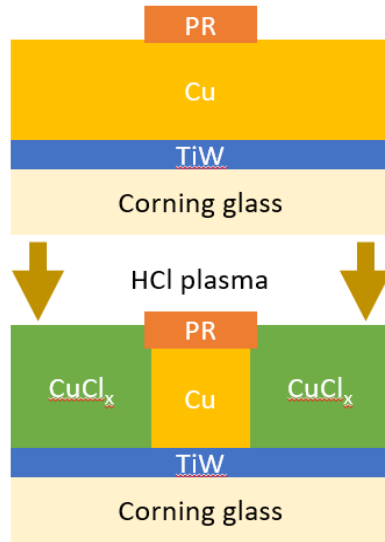 PR
Cu
TiW
Corning glass
HCl plasma
PR
CuClₓ Cu CuClₓ
TiW
Corning glass